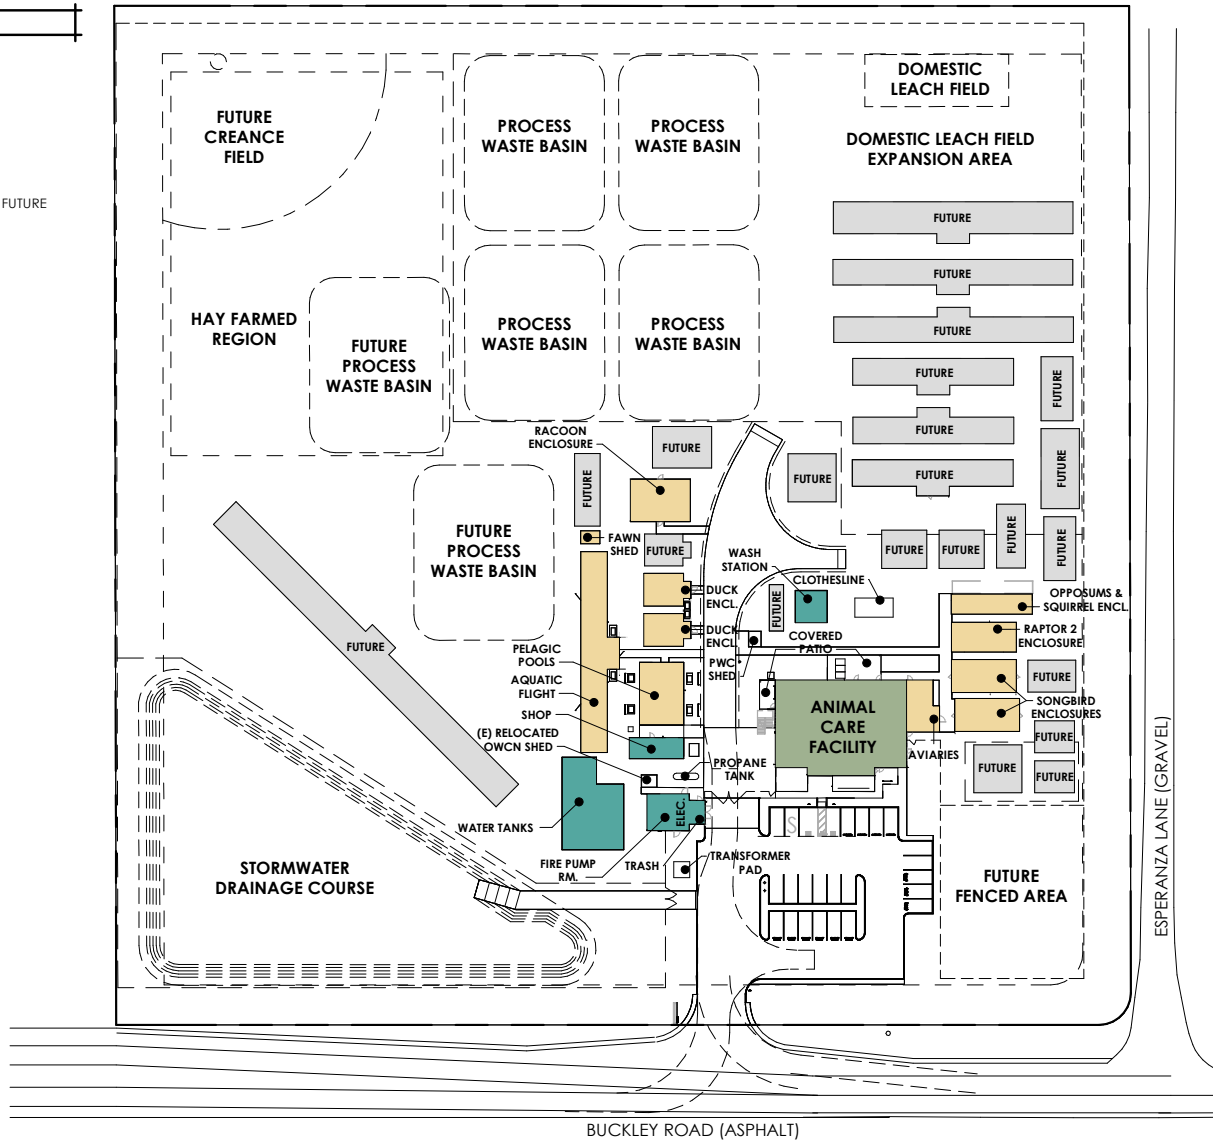 DOMESTIC
LEACH FIELD
FUTURE
CREANCE
FIELD
PROCESS
WASTE BASIN
PROCESS
WASTE BASIN
DOMESTIC LEACH FIELD
EXPANSION AREA
FUTURE
FUTURE
FUTURE
FUTURE
HAY FARMED
REGION
PROCESS
WASTE BASIN
PROCESS
WASTE BASIN
FUTURE
PROCESS
WASTE BASIN
FUTURE
FUTURE
FUTURE
FUTURE
FUTURE
FUTURE
RACOON
ENCLOSURE
FUTURE
FUTURE
FUTURE
FUTURE
PROCESS
WASTE BASIN
FAWN
SHED
FUTURE
WASH
STATION
CLOTHESLINE
FUTURE
FUTURE
FUTURE
FUTURE
DUCK
ENCL.
FUTURE
OPPOSUMS &
SQUIRREL ENCL.
DUCK
ENCL.
COVERED
PATIO
RAPTOR 2
ENCLOSURE
FUTURE
PELAGIC
POOLS
PWC
SHED
AQUATIC
FLIGHT
FUTURE
SHOP
ANIMAL
CARE
FACILITY
SONGBIRD
ENCLOSURES
(E) RELOCATED
OWCN SHED
FUTURE
AVIARIES
PROPANE
TANK
FUTURE
FUTURE
ELEC.
WATER TANKS
S
FIRE PUMP
RM.
TRASH
TRANSFORMER
PAD
STORMWATER
DRAINAGE COURSE
FUTURE
FENCED AREA
ESPERANZA LANE (GRAVEL)
BUCKLEY ROAD (ASPHALT)